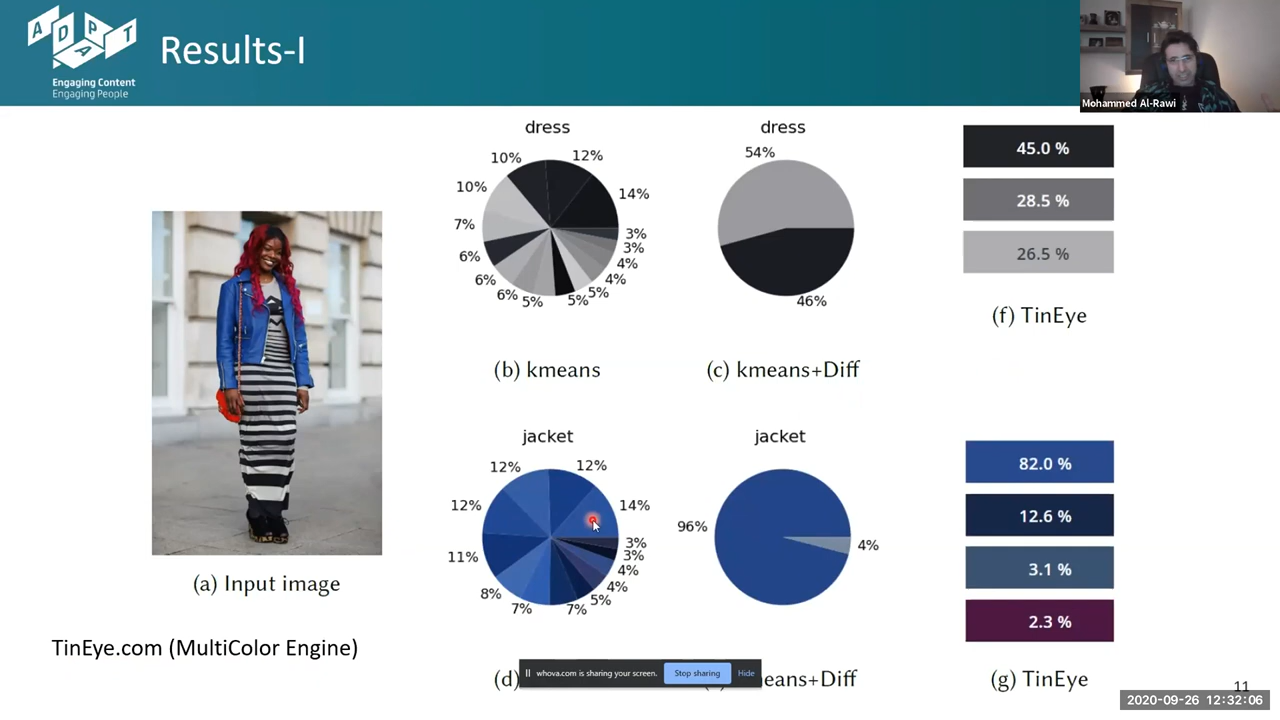 ADAPT
Engaging Content
Engaging People
Results-I
Mohammed Al-Rawi
dress
10%
12%
10%
14%
7%
3%
3%
6%
4%
6%
4%
6%
5%
5%
5%
(b) kmeans
dress
54%
46%
(c) kmeans+Diff
45.0 %
28.5 %
26.5 %
(f) TinEye
(a) Input image
TinEye.com (MultiColor Engine)
jacket
12%
12%
12%
14%
11%
3%
3%
4%
8%
4%
7%
7%
5%
(d)
jacket
96%
4%
eans+Diff
82.0 %
12.6 %
3.1 %
2.3 %
(g) TinEye
whova.com is sharing your screen.
Stop sharing
Hide
11
2020-09-26 12:32:06